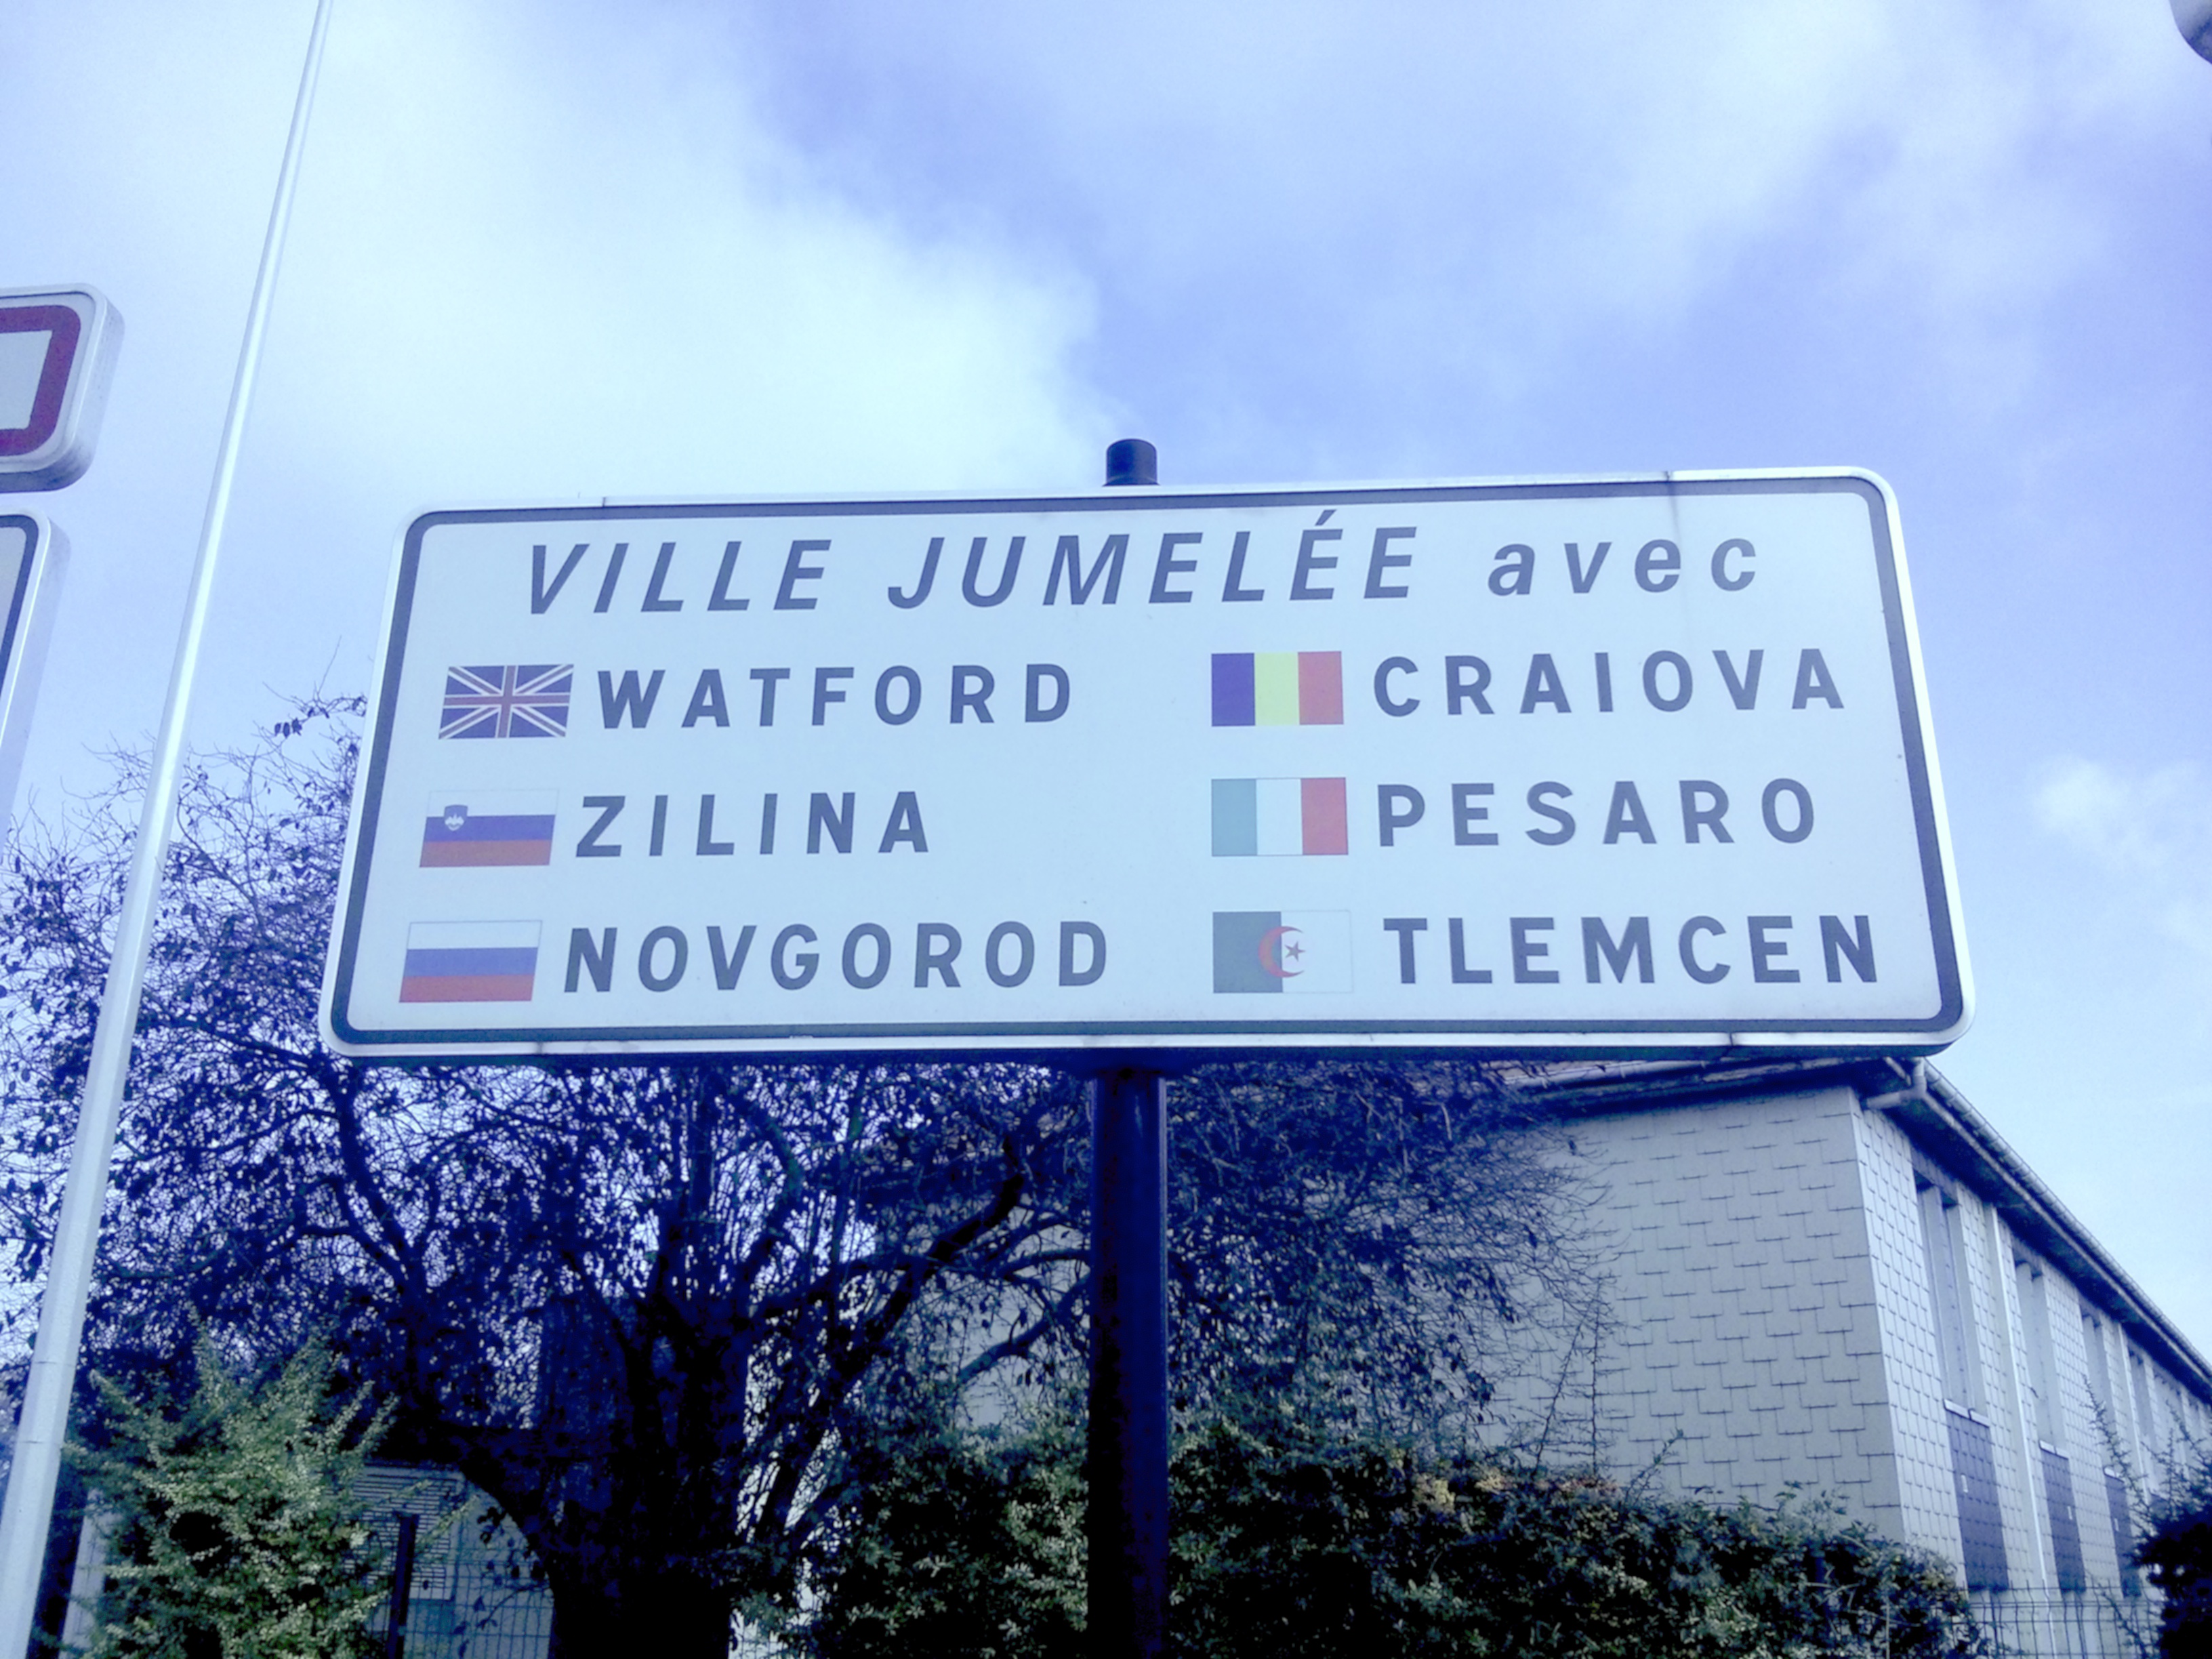 VILLE JUMELÉE avec
WATFORD CRAIOVA
ZILINA PESARO
NOVGOROD TLEMCEN